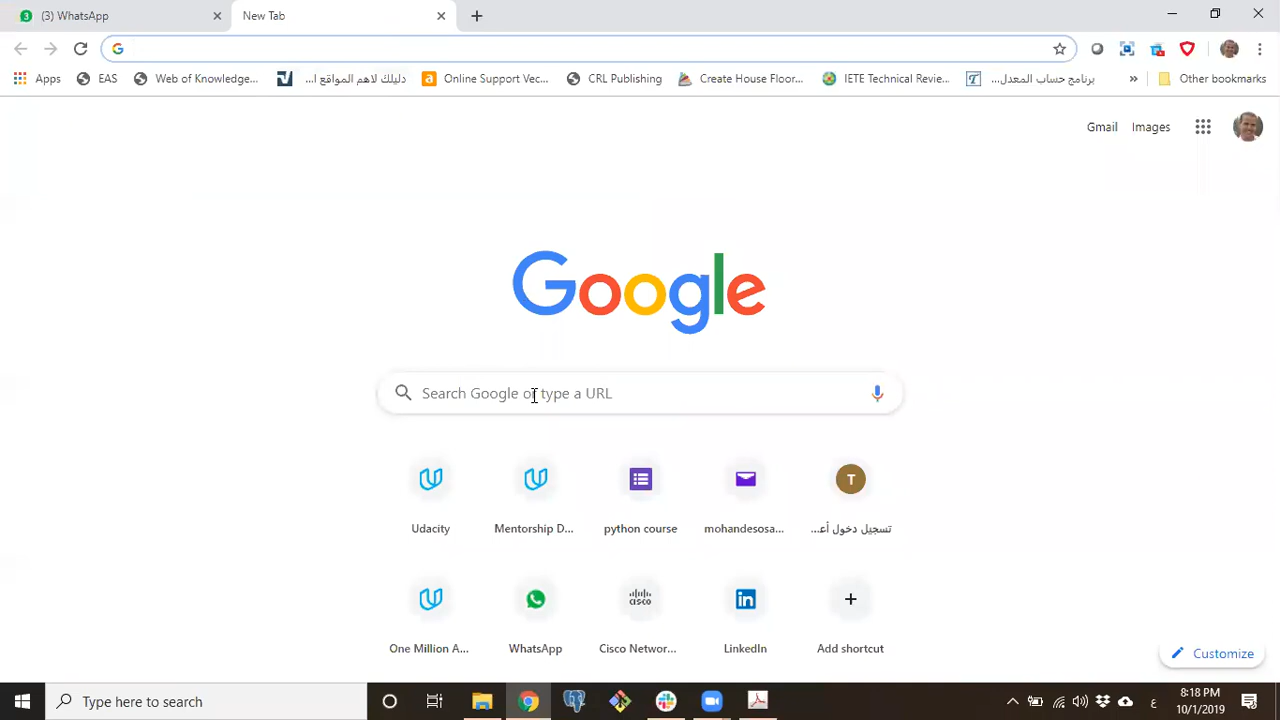 (3) WhatsApp
New Tab
Apps
EAS
Web of Knowledge...
دليلك لاهم المواقع ا...
Online Support Vec...
CRL Publishing
Create House Floor...
IETE Technical Revie...
برنامج حساب المعدل...
»
Other bookmarks
Gmail
Images
Google
Search Google or type a URL
T
Udacity
Mentorship D...
python course
mohandesosa...
تسجيل دخول أع...
cisco
in
One Million A...
WhatsApp
Cisco Networ...
LinkedIn
Add shortcut
Customize
Type here to search
ع
8:18 PM
10/1/2019